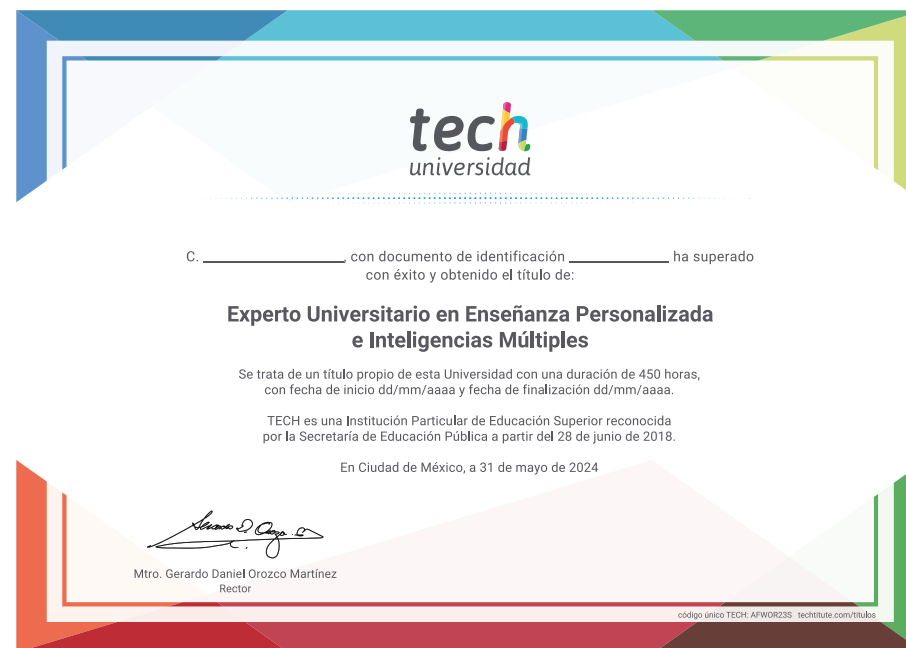 tech
universidad
C. ____________, con documento de identificación ____________ ha superado
con éxito y obtenido el título de:
Experto Universitario en Enseñanza Personalizada
e Inteligencias Múltiples
Se trata de un título propio de esta Universidad con una duración de 450 horas,
con fecha de inicio dd/mm/aaaa y fecha de finalización dd/mm/aaaa.
TECH es una Institución Particular de Educación Superior reconocida
por la Secretaría de Educación Pública a partir del 28 de junio de 2018.
En Ciudad de México, a 31 de mayo de 2024
Mtro. Gerardo Daniel Orozco Martínez
Rector
código único TECH: AFWOR23S techtitute.com/titulos